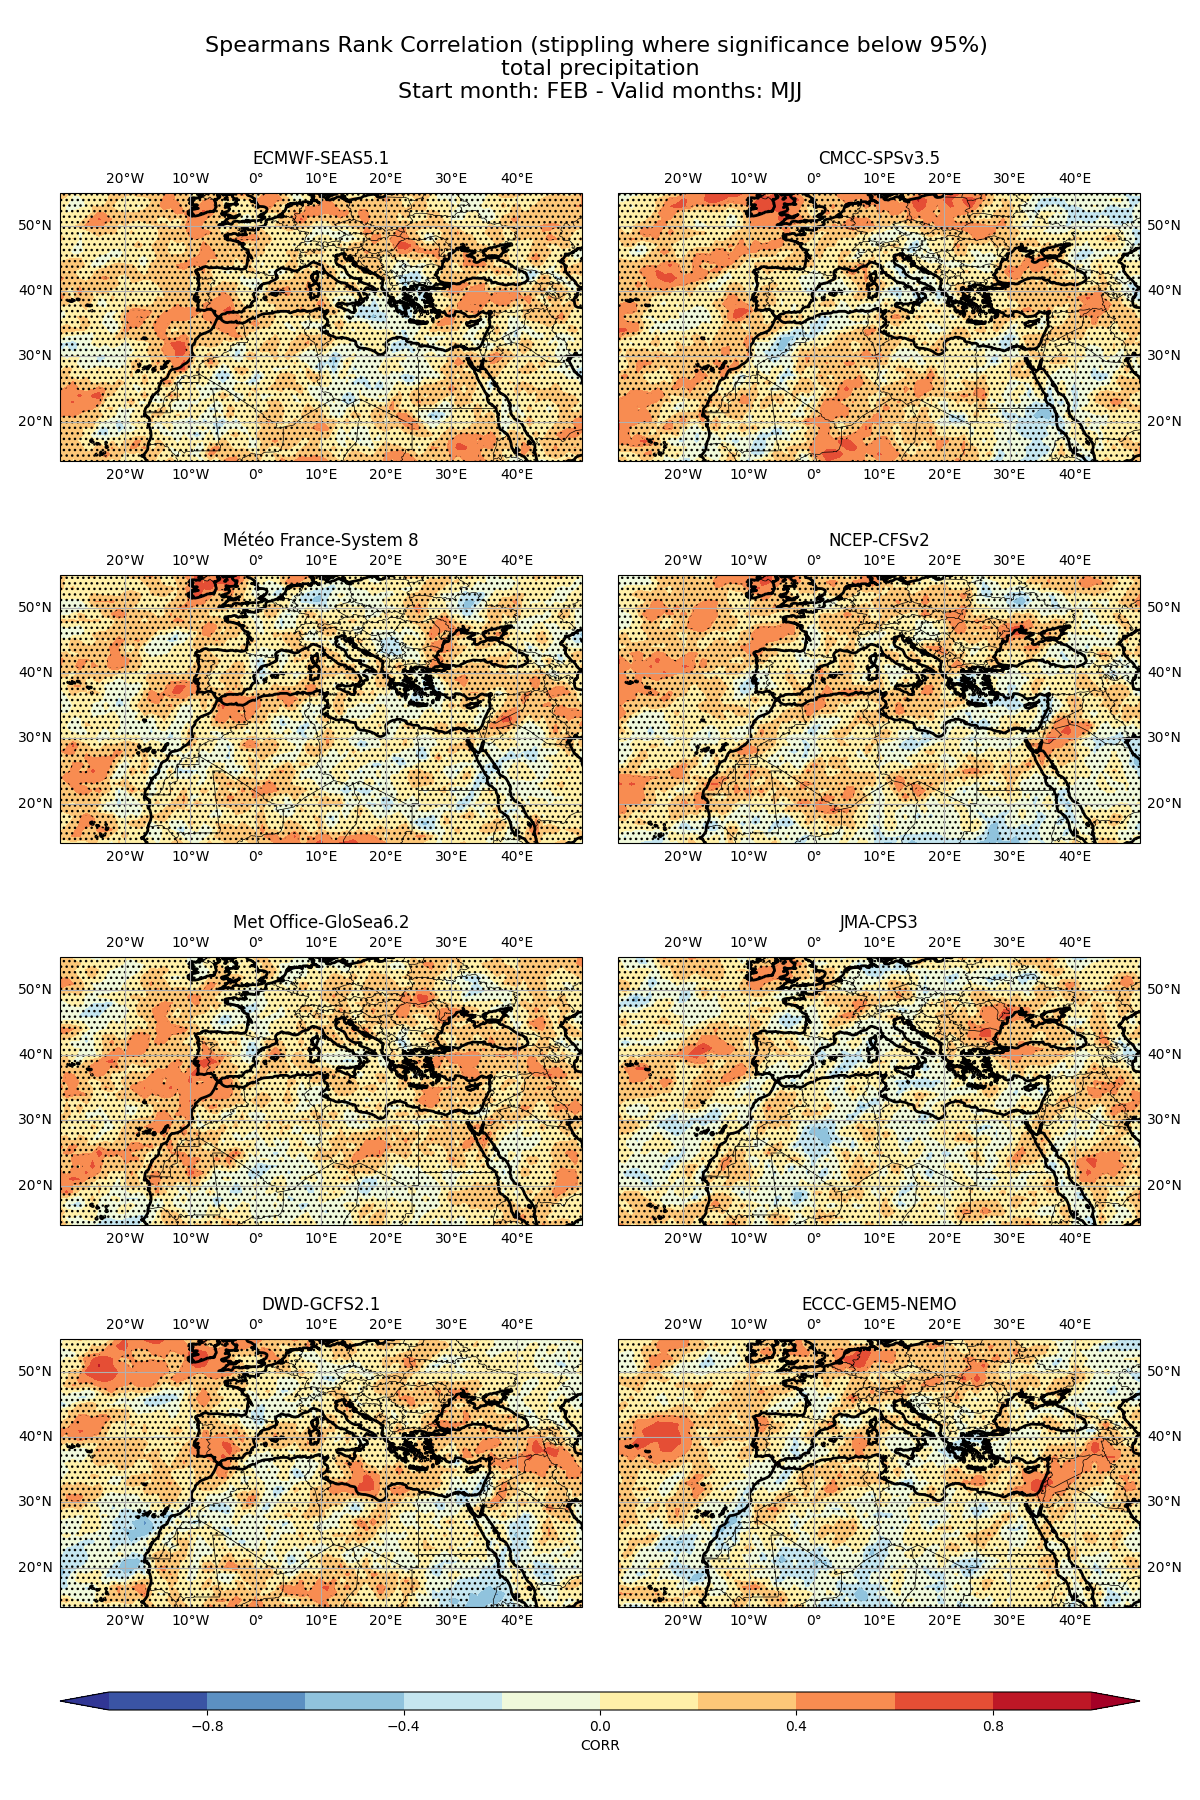 Spearmans Rank Correlation (stippling where significance below 95%)
total precipitation
Start month: FEB - Valid months: MJJ
ECMWF-SEAS5.1
20°W 10°W 0° 10°E 20°E 30°E 40°E
50°N
40°N
30°N
20°N
20°W 10°W 0° 10°E 20°E 30°E 40°E
CMCC-SPSv3.5
20°W 10°W 0° 10°E 20°E 30°E 40°E
50°N
40°N
30°N
20°N
20°W 10°W 0° 10°E 20°E 30°E 40°E
Météo France-System 8
20°W 10°W 0° 10°E 20°E 30°E 40°E
50°N
40°N
30°N
20°N
20°W 10°W 0° 10°E 20°E 30°E 40°E
NCEP-CFSv2
20°W 10°W 0° 10°E 20°E 30°E 40°E
50°N
40°N
30°N
20°N
20°W 10°W 0° 10°E 20°E 30°E 40°E
Met Office-GloSea6.2
20°W 10°W 0° 10°E 20°E 30°E 40°E
50°N
40°N
30°N
20°N
20°W 10°W 0° 10°E 20°E 30°E 40°E
JMA-CPS3
20°W 10°W 0° 10°E 20°E 30°E 40°E
50°N
40°N
30°N
20°N
20°W 10°W 0° 10°E 20°E 30°E 40°E
DWD-GCFS2.1
20°W 10°W 0° 10°E 20°E 30°E 40°E
50°N
40°N
30°N
20°N
20°W 10°W 0° 10°E 20°E 30°E 40°E
ECCC-GEM5-NEMO
20°W 10°W 0° 10°E 20°E 30°E 40°E
50°N
40°N
30°N
20°N
20°W 10°W 0° 10°E 20°E 30°E 40°E
−0.8 −0.4 0.0 0.4 0.8
CORR